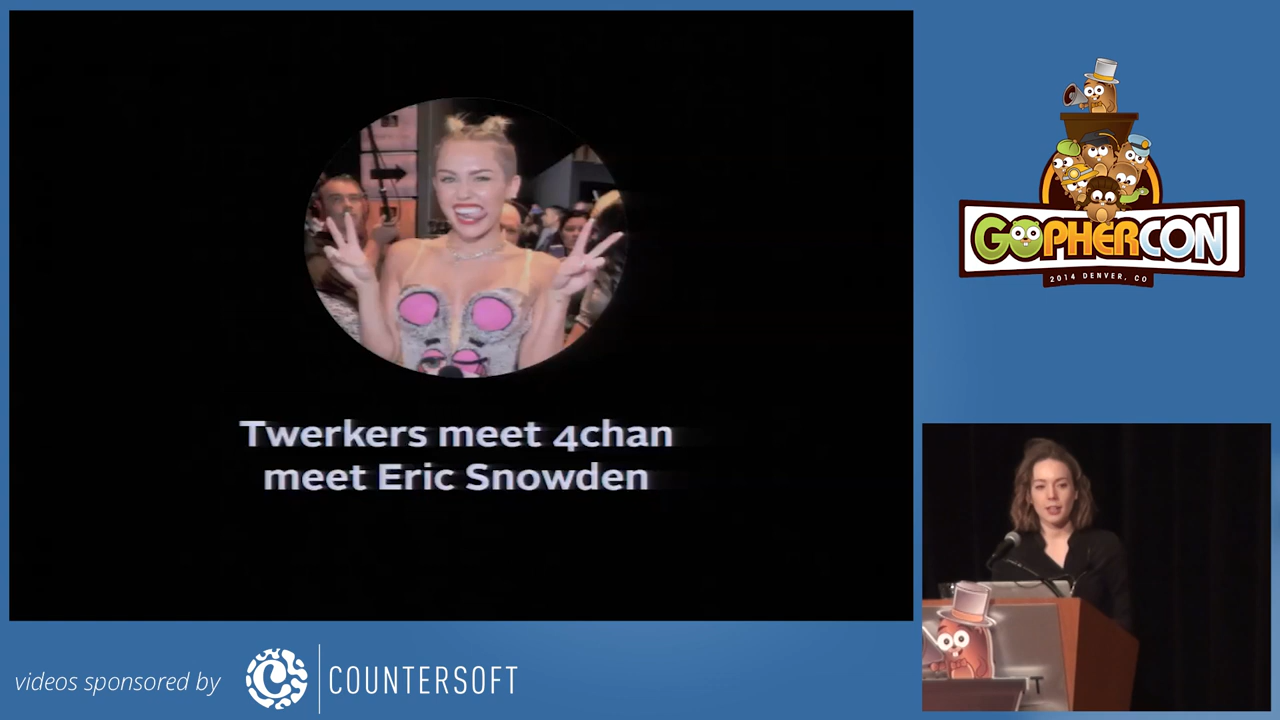 Twerkers meet 4chan
meet Eric Snowden
GOPHERCON
2014 DENVER, CO
videos sponsored by
COUNTERSOFT